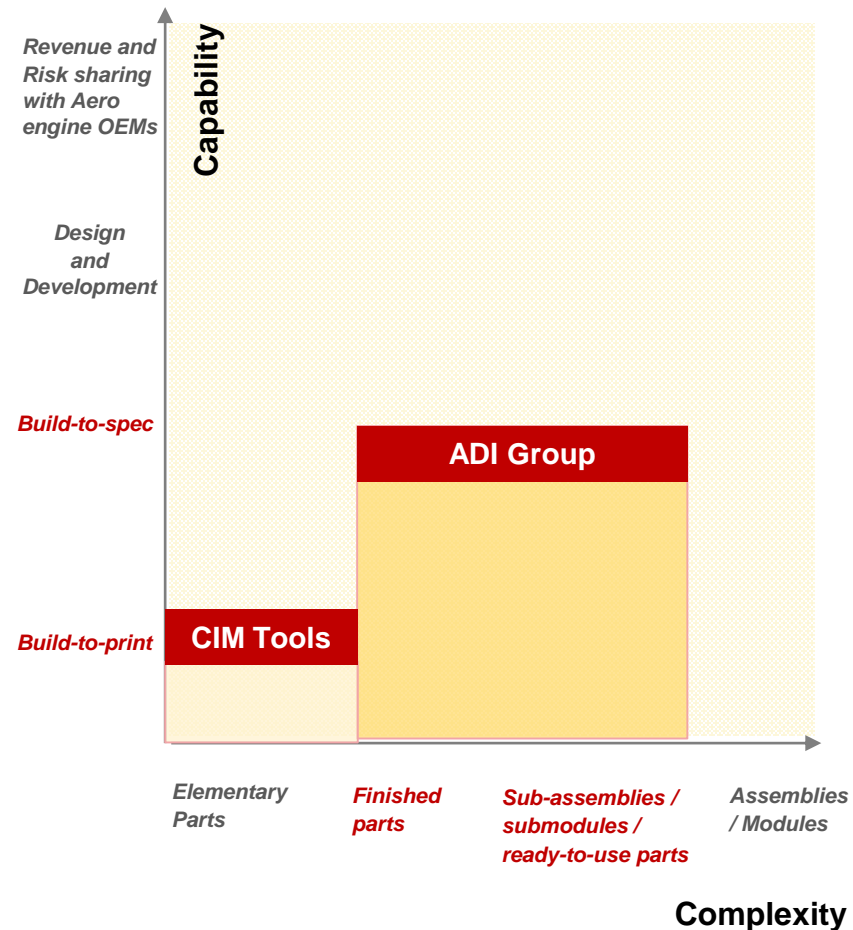 Revenue and
Risk sharing
with Aero
engine OEMs
Capability
Design
and
Development
Build-to-spec
ADI Group
Build-to-print
CIM Tools
Elementary
Parts
Finished
parts
Sub-assemblies /
submodules /
ready-to-use parts
Assemblies
/ Modules
Complexity